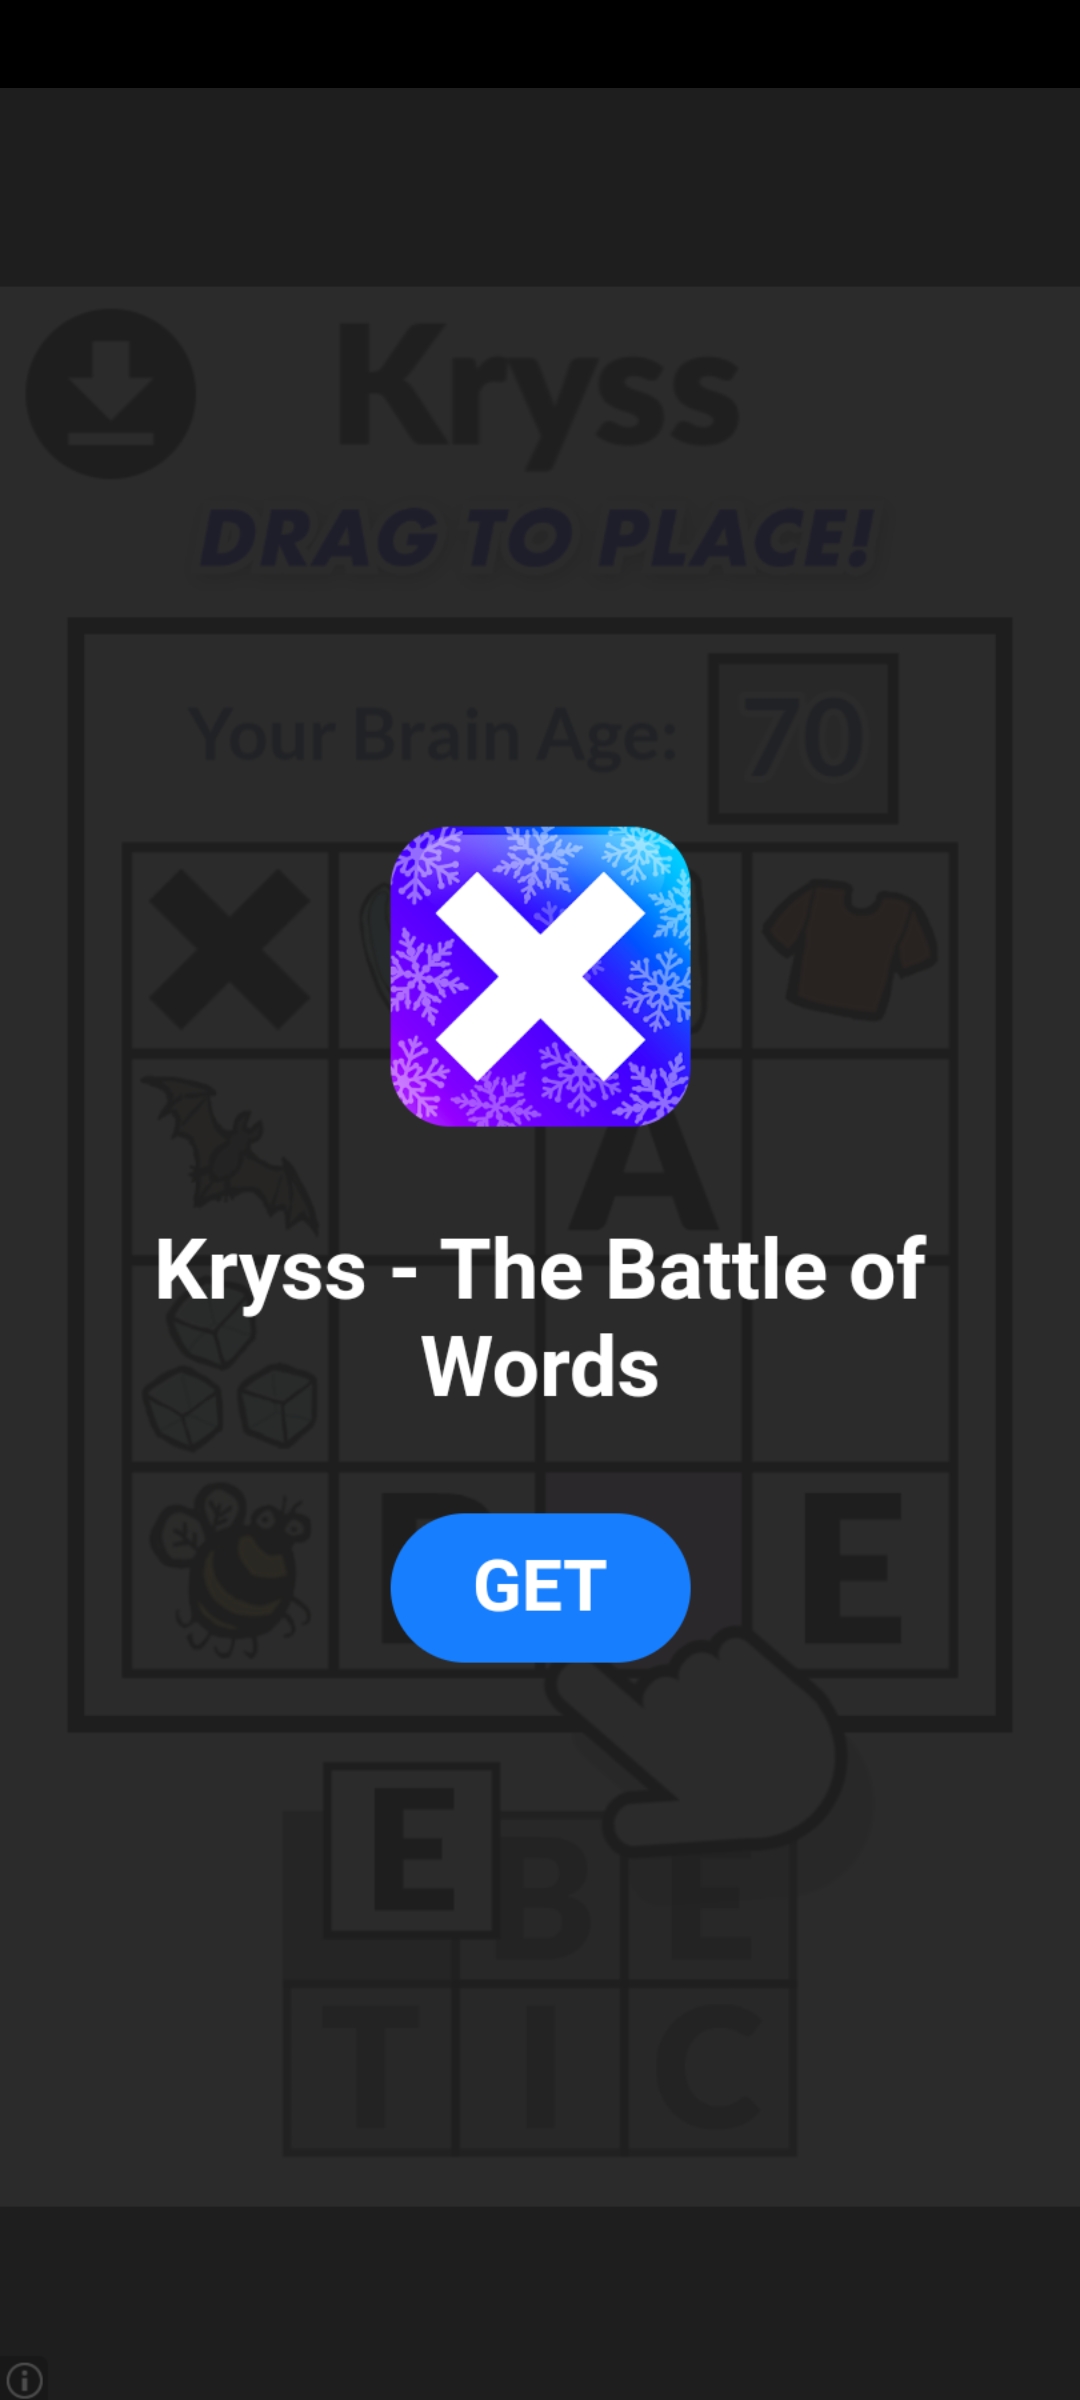 Kryss
DRAG TO PLACE!
Your Brain Age: 70
A
Kryss - The Battle of
Words
E
GET
E
B E
T I C